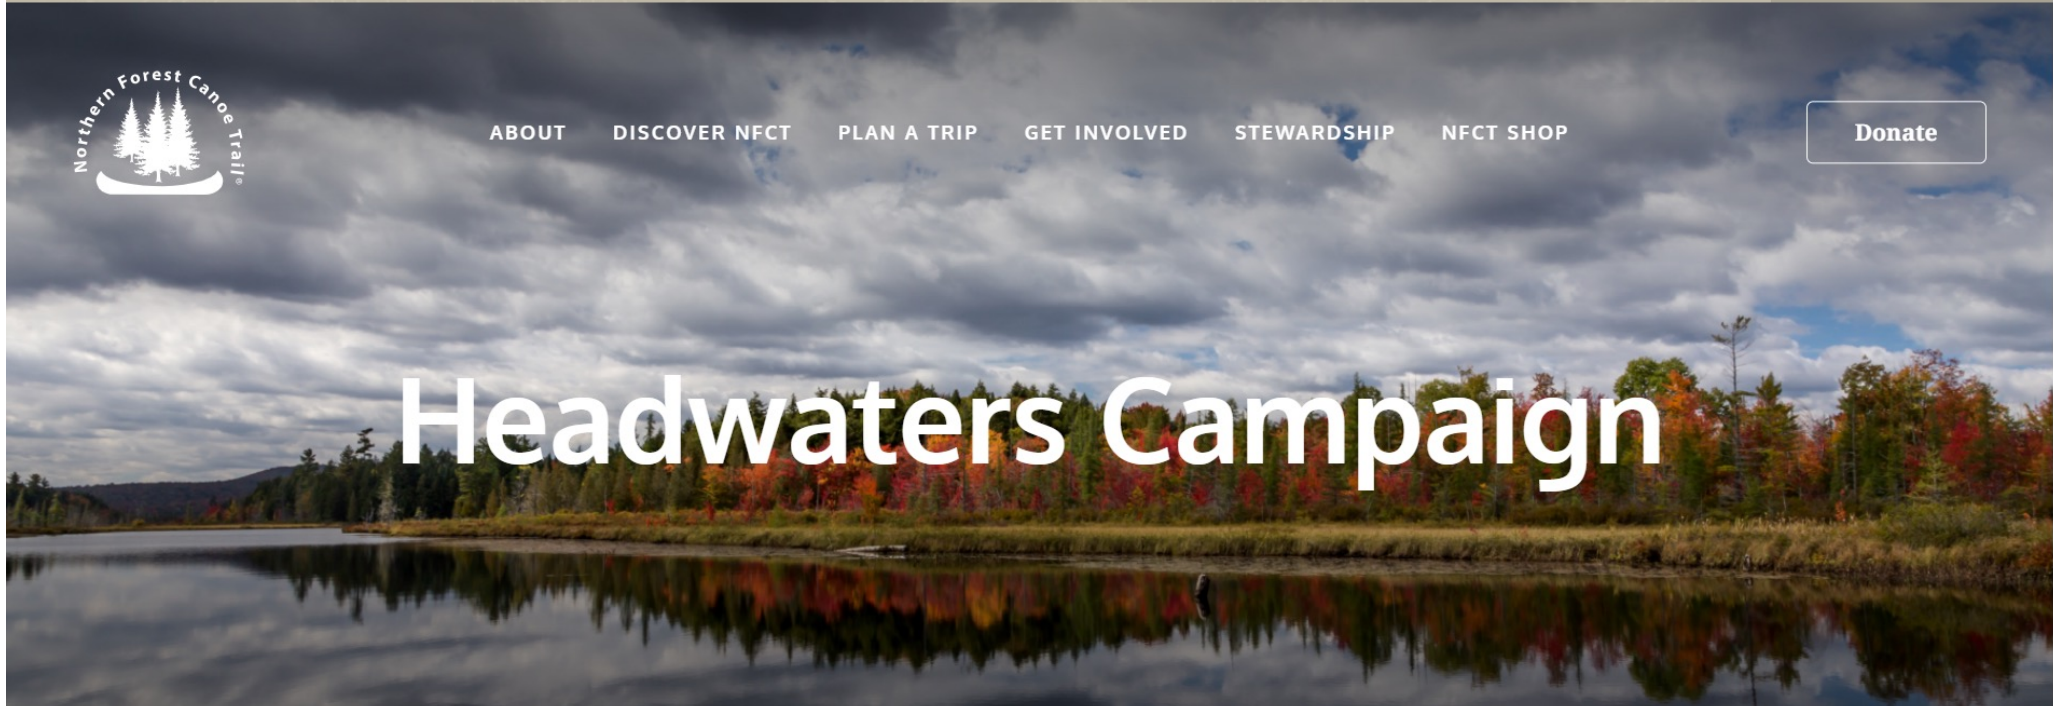 Northern Forest Canoe Trail®
ABOUT DISCOVER NFCT PLAN A TRIP GET INVOLVED STEWARDSHIP NFCT SHOP
Donate
Headwaters Campaign